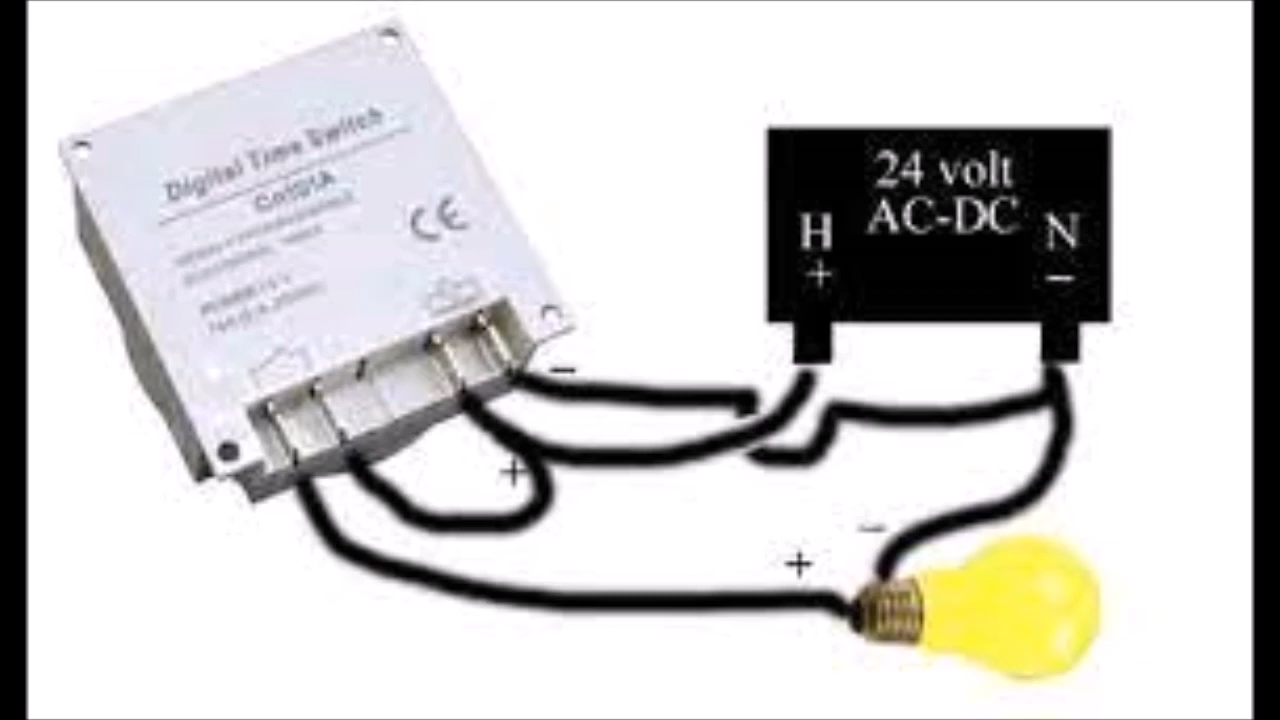 Digital Time Switch
Cn101A
CE
24 volt
AC-DC
H
N
+
−
−
+
−
+